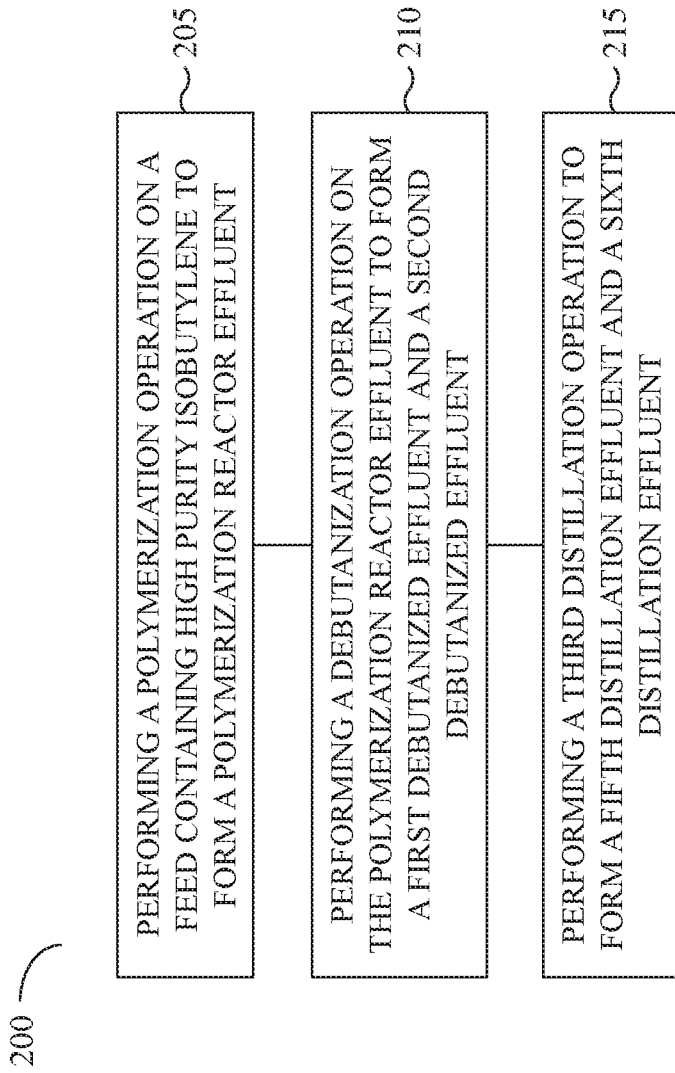 200
PERFORMING A POLYMERIZATION OPERATION ON A
FEED CONTAINING HIGH PURITY ISOBUTYLENE TO
FORM A POLYMERIZATION REACTOR EFFLUENT
205
PERFORMING A DEBUTANIZATION OPERATION ON
THE POLYMERIZATION REACTOR EFFLUENT TO FORM
A FIRST DEBUTANIZED EFFLUENT AND A SECOND
DEBUTANIZED EFFLUENT
210
PERFORMING A THIRD DISTILLATION OPERATION TO
FORM A FIFTH DISTILLATION EFFLUENT AND A SIXTH
DISTILLATION EFFLUENT
215